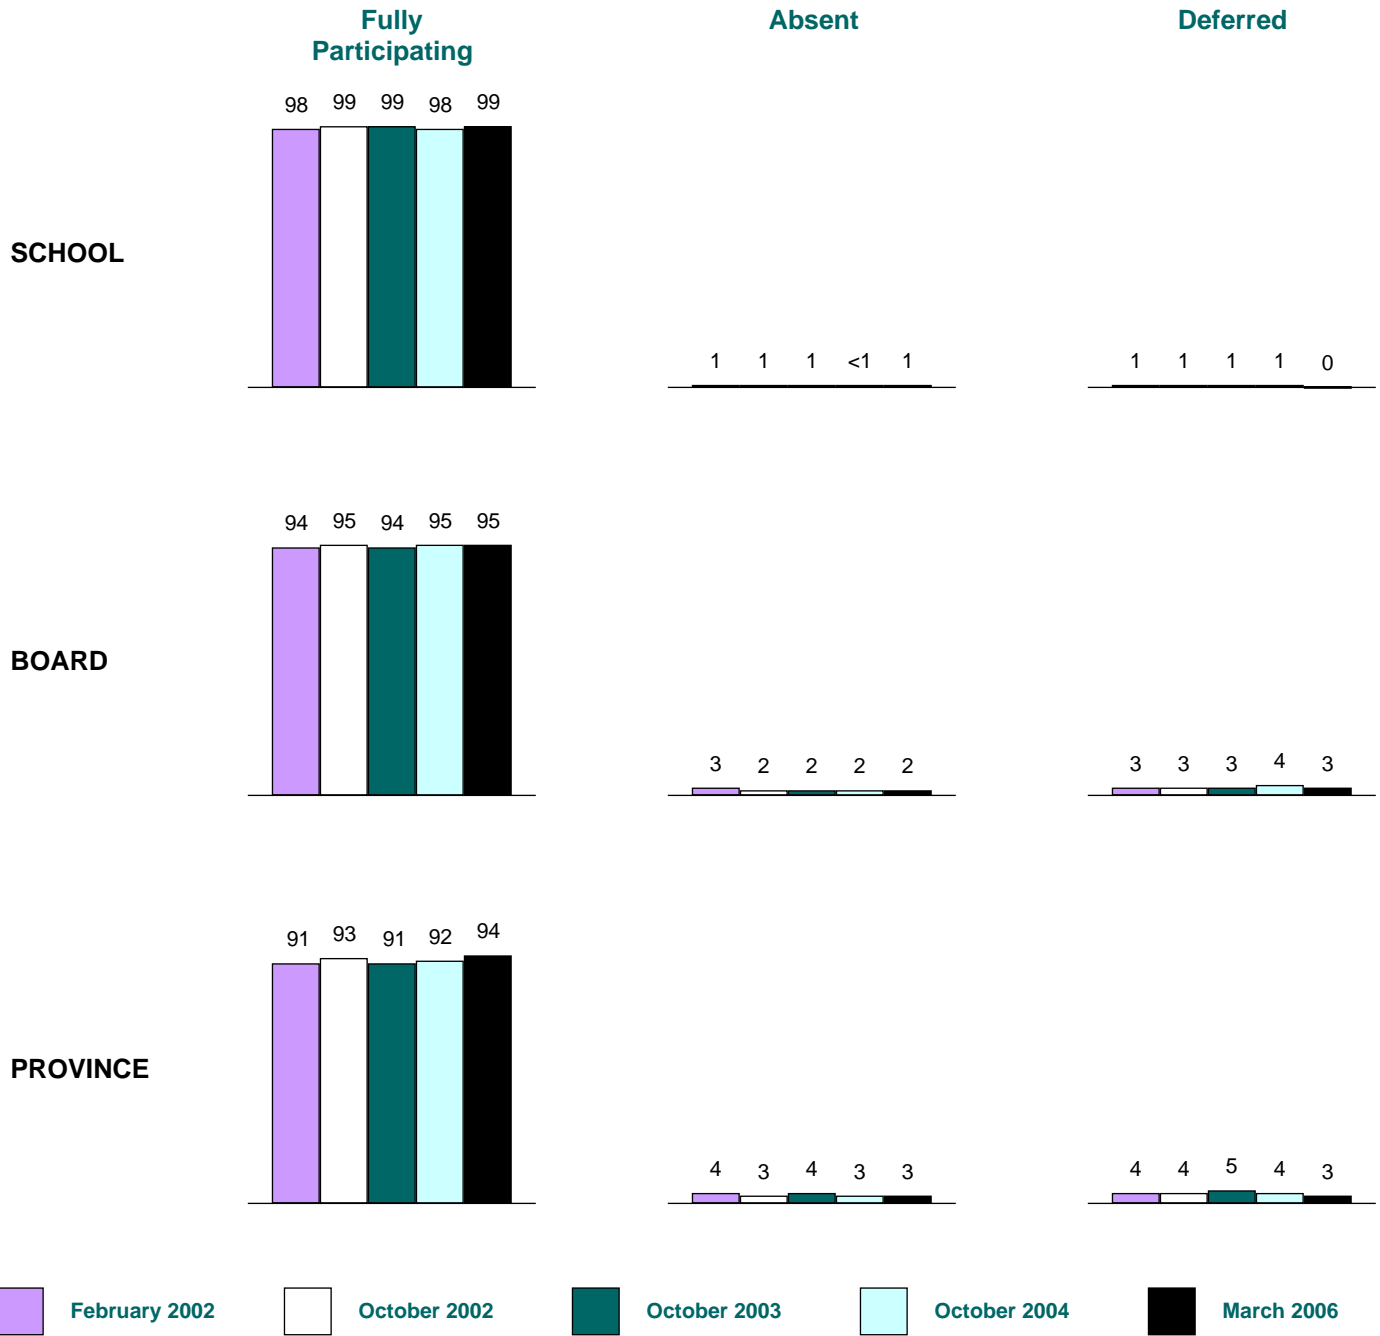 Fully
Participating
Absent
Deferred
98 99 99 98 99
SCHOOL
1 1 1 <1 1
1 1 1 1 0
94 95 94 95 95
BOARD
3 2 2 2 2
3 3 3 4 3
91 93 91 92 94
PROVINCE
4 3 4 3 3
4 4 5 4 3
February 2002
October 2002
October 2003
October 2004
March 2006